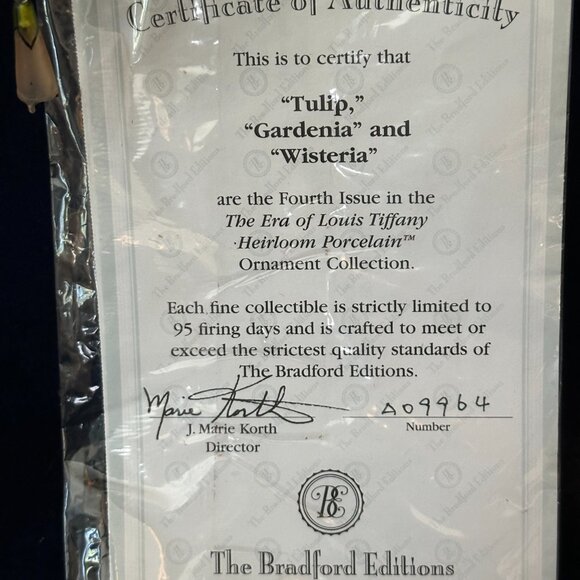 Certificate of Authenticity
This is to certify that
“Tulip,”
“Gardenia” and
“Wisteria”
are the Fourth Issue in the
The Era of Louis Tiffany
Heirloom Porcelain™
Ornament Collection.
Each fine collectible is strictly limited to
95 firing days and is crafted to meet or
exceed the strictest quality standards of
The Bradford Editions.
Marie Korth A09964
J. Marie Korth Number
Director
BE
The Bradford Editions